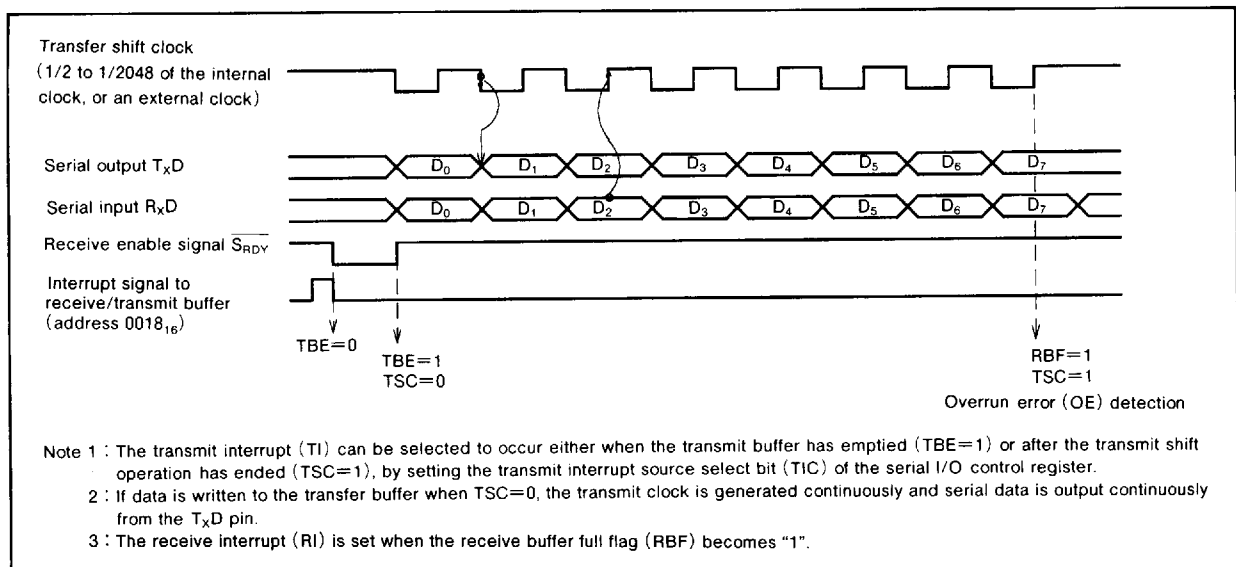 Transfer shift clock
(1/2 to 1/2048 of the internal
clock, or an external clock)
Serial output TxD
D0 D1 D2 D3 D4 D5 D6 D7
Serial input RxD
D0 D1 D2 D3 D4 D5 D6 D7
Receive enable signal S̅R̅D̅Y̅
Interrupt signal to
receive/transmit buffer
(address 0018₁₆)
TBE=0
TBE=1
TSC=0
RBF=1
TSC=1
Overrun error (OE) detection
Note 1 : The transmit interrupt (TI) can be selected to occur either when the transmit buffer has emptied (TBE=1) or after the transmit shift
operation has ended (TSC=1), by setting the transmit interrupt source select bit (TIC) of the serial I/O control register.
2 : If data is written to the transfer buffer when TSC=0, the transmit clock is generated continuously and serial data is output continuously
from the TxD pin.
3 : The receive interrupt (RI) is set when the receive buffer full flag (RBF) becomes “1”.